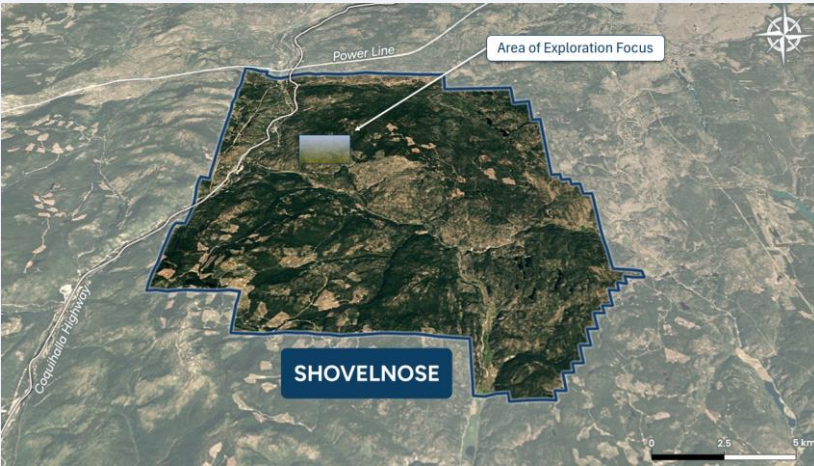 Power Line
Area of Exploration Focus
Coquihalla Highway
SHOVELNOSE
0 2.5 5 km